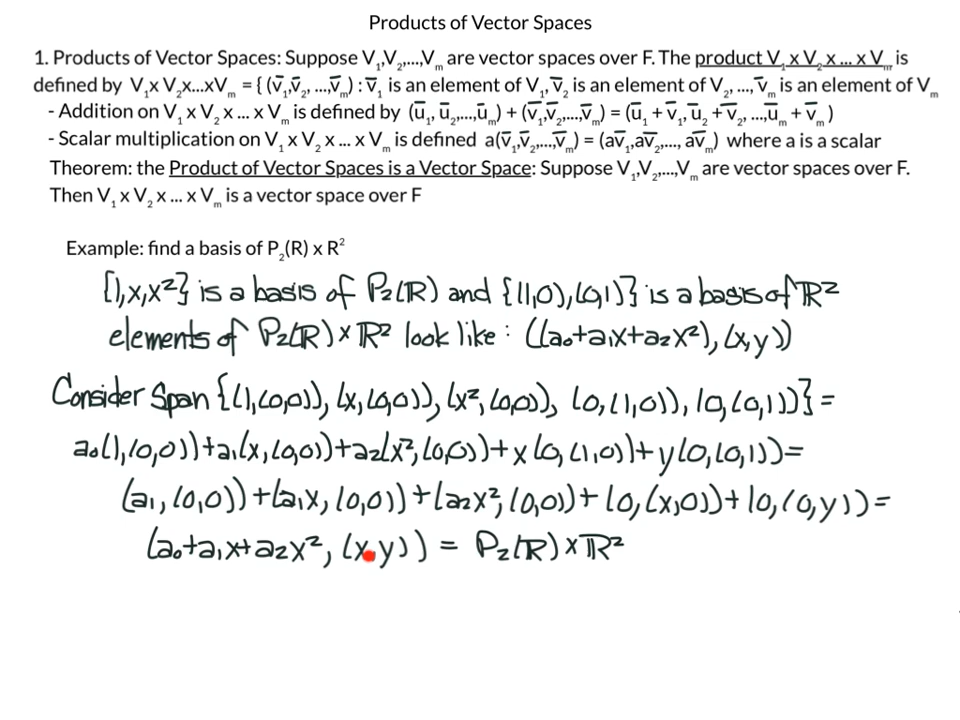 Products of Vector Spaces
1. Products of Vector Spaces: Suppose V₁,V₂,...,Vₘ are vector spaces over F. The product V₁ x V₂ x ... x Vₘ is
defined by V₁x V₂x...xVₘ = { (v̄₁,v̄₂, ...,v̄ₘ) : v̄₁ is an element of V₁, v̄₂ is an element of V₂, ..., v̄ₘ is an element of Vₘ
- Addition on V₁ x V₂ x ... x Vₘ is defined by (ū₁, ū₂,...,ūₘ) + (v̄₁,v̄₂,...,v̄ₘ) = (ū₁ + v̄₁, ū₂ +v̄₂, ...,ūₘ + v̄ₘ )
- Scalar multiplication on V₁ x V₂ x ... x Vₘ is defined a(v̄₁,v̄₂,...,v̄ₘ) = (av̄₁,av̄₂,..., av̄ₘ) where a is a scalar
Theorem: the Product of Vector Spaces is a Vector Space: Suppose V₁,V₂,...,Vₘ are vector spaces over F.
Then V₁ x V₂ x ... x Vₘ is a vector space over F
Example: find a basis of P₂(R) x R²
{1,x,x²} is a basis of P₂(ℝ) and {(1,0),(0,1)} is a basis of ℝ²
elements of P₂(ℝ)×ℝ² look like : ((a₀+a₁x+a₂x²),(x,y))
Consider Span {(1,(0,0)), (x,(0,0)), (x²,(0,0)), (0,(1,0)), (0,(0,1))} =
a₀(1,(0,0))+a₁(x,(0,0))+a₂(x²,(0,0))+x(0,(1,0))+y(0,(0,1))=
(a₁,(0,0))+(a₁x,(0,0))+(a₂x²,(0,0))+(0,(x,0))+(0,(0,y))=
(a₀+a₁x+a₂x²,(x,y)) = P₂(ℝ)×ℝ²